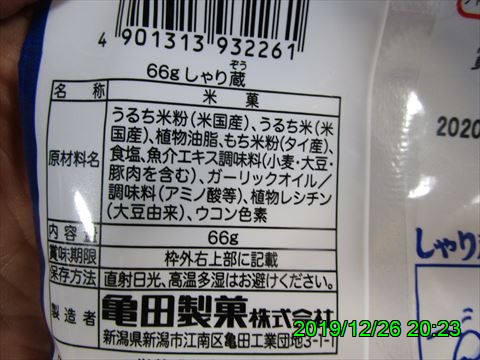 4 901313 932261
66gしゃり蔵
ぞう
名 称 米 菓
原材料名 うるち米粉(米国産)、うるち米(米
国産)、植物油脂、もち米粉(タイ産)、
食塩、魚介エキス調味料(小麦・大豆・
豚肉を含む)、ガーリックオイル/
調味料(アミノ酸等)、植物レシチン
(大豆由来)、ウコン色素
内 容 量 66g
賞味期限 枠外右上部に記載
保存方法 直射日光、高温多湿はお避けください。
製造者 亀田製菓株式会社
新潟県新潟市江南区亀田工業団地3-1-1
2020
しゃり
2019/12/26 20:23